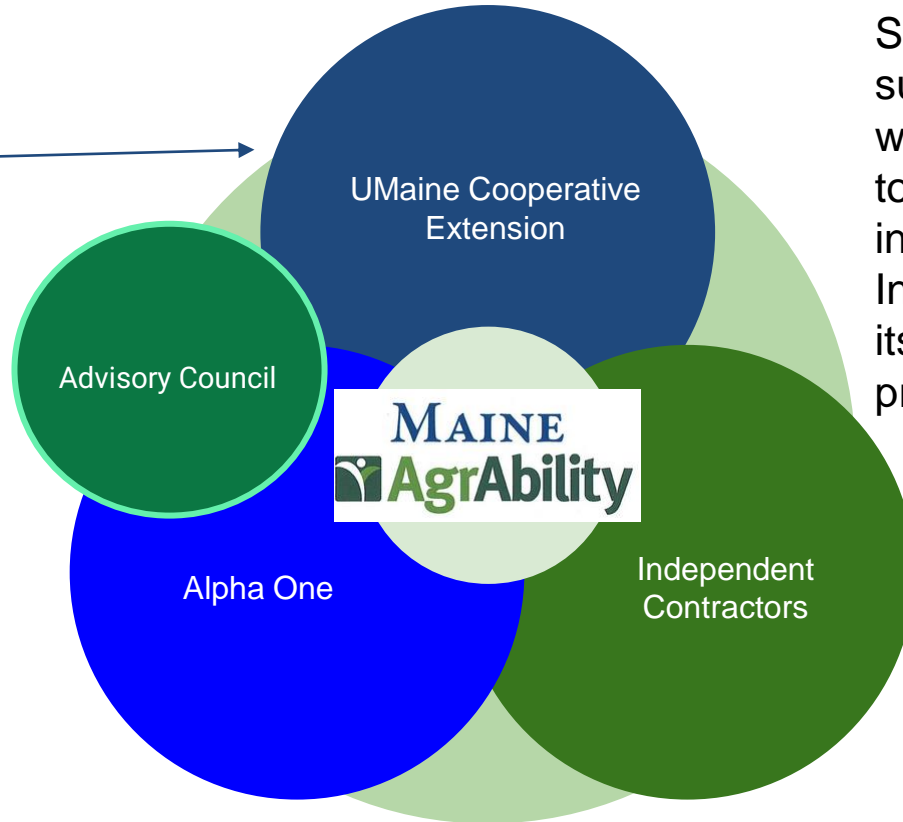 UMaine Cooperative
Extension
Advisory Council
MAINE
AgrAbility
Alpha One
Independent
Contractors